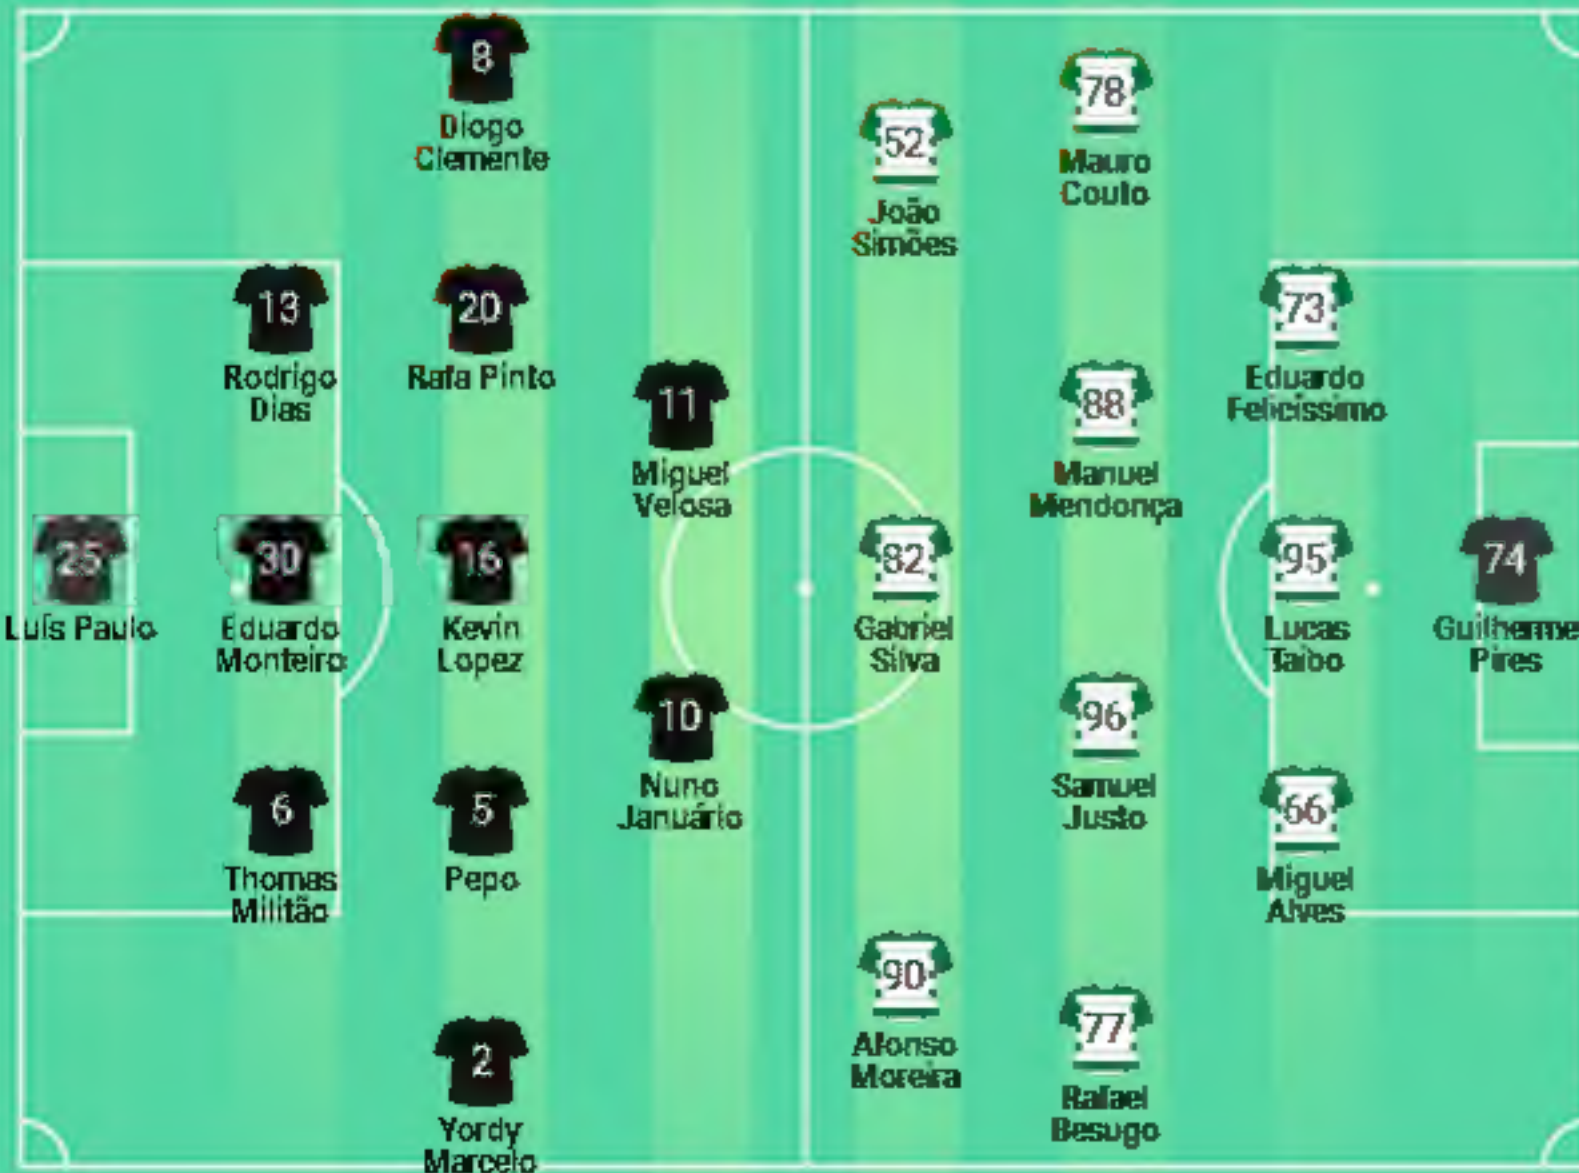 8
Diogo
Clemente
13
Rodrigo
Dias
20
Rafa Pinto
11
Miguel
Velosa
25
Luís Paulo
30
Eduardo
Monteiro
16
Kevin
Lopez
10
Nuno
Januário
6
Thomas
Militão
5
Pepo
2
Yordy
Marcelo
52
João
Simões
78
Mauro
Couto
73
Eduardo
Felicíssimo
88
Manuel
Mendonça
82
Gabriel
Silva
95
Lucas
Taibo
74
Guilherme
Pires
96
Samuel
Justo
66
Miguel
Alves
90
Afonso
Moreira
77
Rafael
Besugo